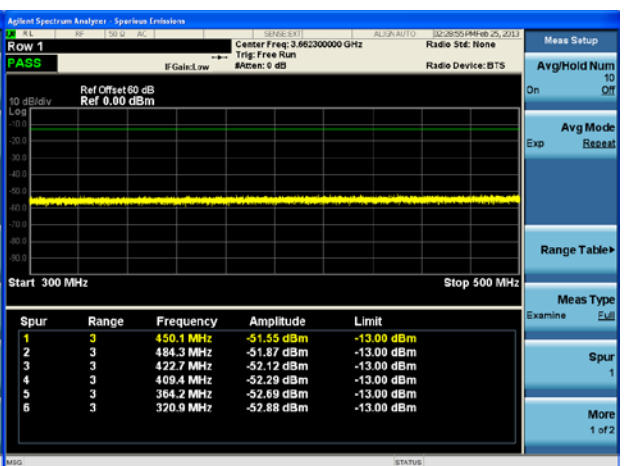 Agilent Spectrum Analyzer - Spurious Emissions
RL RF 50 Ω AC SENSE:EXT ALIGN AUTO 02:28:55 PM Feb 25, 2013
Row 1 Center Freq: 3.662300000 GHz Radio Std: None
Trig: Free Run
PASS IFGain:Low #Atten: 0 dB Radio Device: BTS
Ref Offset 60 dB
10 dB/div Ref 0.00 dBm
Log
-10.0
-20.0
-30.0
-40.0
-50.0
-60.0
-70.0
-80.0
-90.0
Start 300 MHz Stop 500 MHz
Spur Range Frequency Amplitude Limit
1 3 450.1 MHz -51.55 dBm -13.00 dBm
2 3 484.3 MHz -51.87 dBm -13.00 dBm
3 3 422.7 MHz -52.12 dBm -13.00 dBm
4 3 409.4 MHz -52.29 dBm -13.00 dBm
5 3 364.2 MHz -52.69 dBm -13.00 dBm
6 3 320.9 MHz -52.88 dBm -13.00 dBm
MSG STATUS
Meas Setup
Avg/Hold Num
10
On Off
Avg Mode
Exp Repeat
Range Table
Meas Type
Examine Full
Spur
1
More
1 of 2